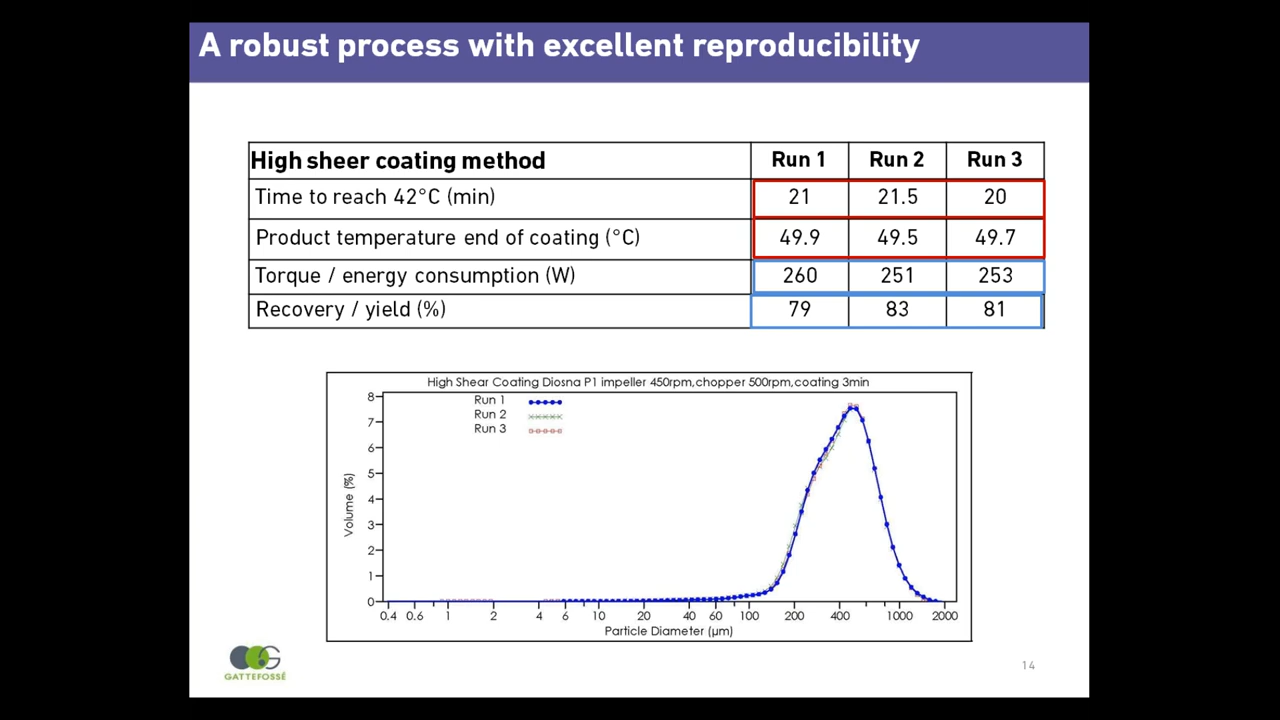 A robust process with excellent reproducibility
High sheer coating method Run 1 Run 2 Run 3
Time to reach 42°C (min) 21 21.5 20
Product temperature end of coating (°C) 49.9 49.5 49.7
Torque / energy consumption (W) 260 251 253
Recovery / yield (%) 79 83 81
High Shear Coating Diosna P1 impeller 450rpm,chopper 500rpm,coating 3min
Run 1
Run 2
Run 3
8
7
6
5
4
3
2
1
0
Volume (%)
0.4 0.6 1 2 4 6 10 20 40 60 100 200 400 1000 2000
Particle Diameter (µm)
GATTEFOSSÉ
14